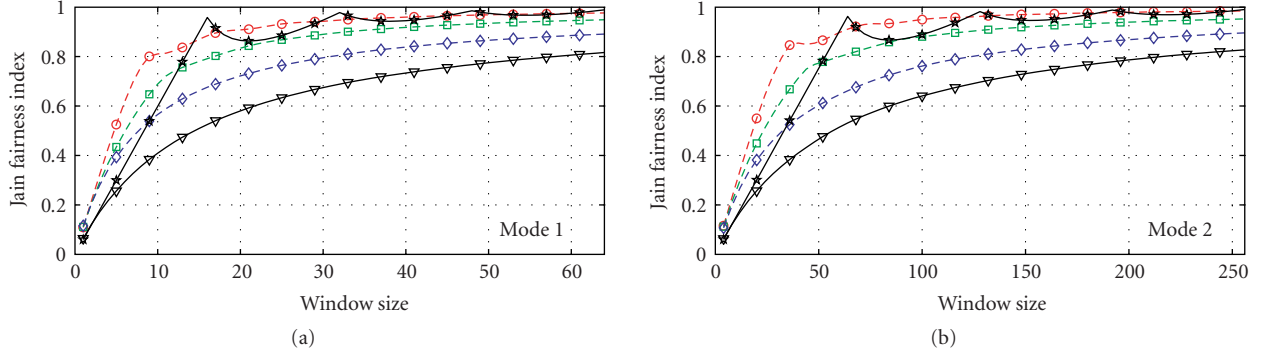 Jain fairness index
1
0.8
0.6
0.4
0.2
0
0 10 20 30 40 50 60
Window size
Mode 1
(a)
Jain fairness index
1
0.8
0.6
0.4
0.2
0
0 50 100 150 200 250
Window size
Mode 2
(b)